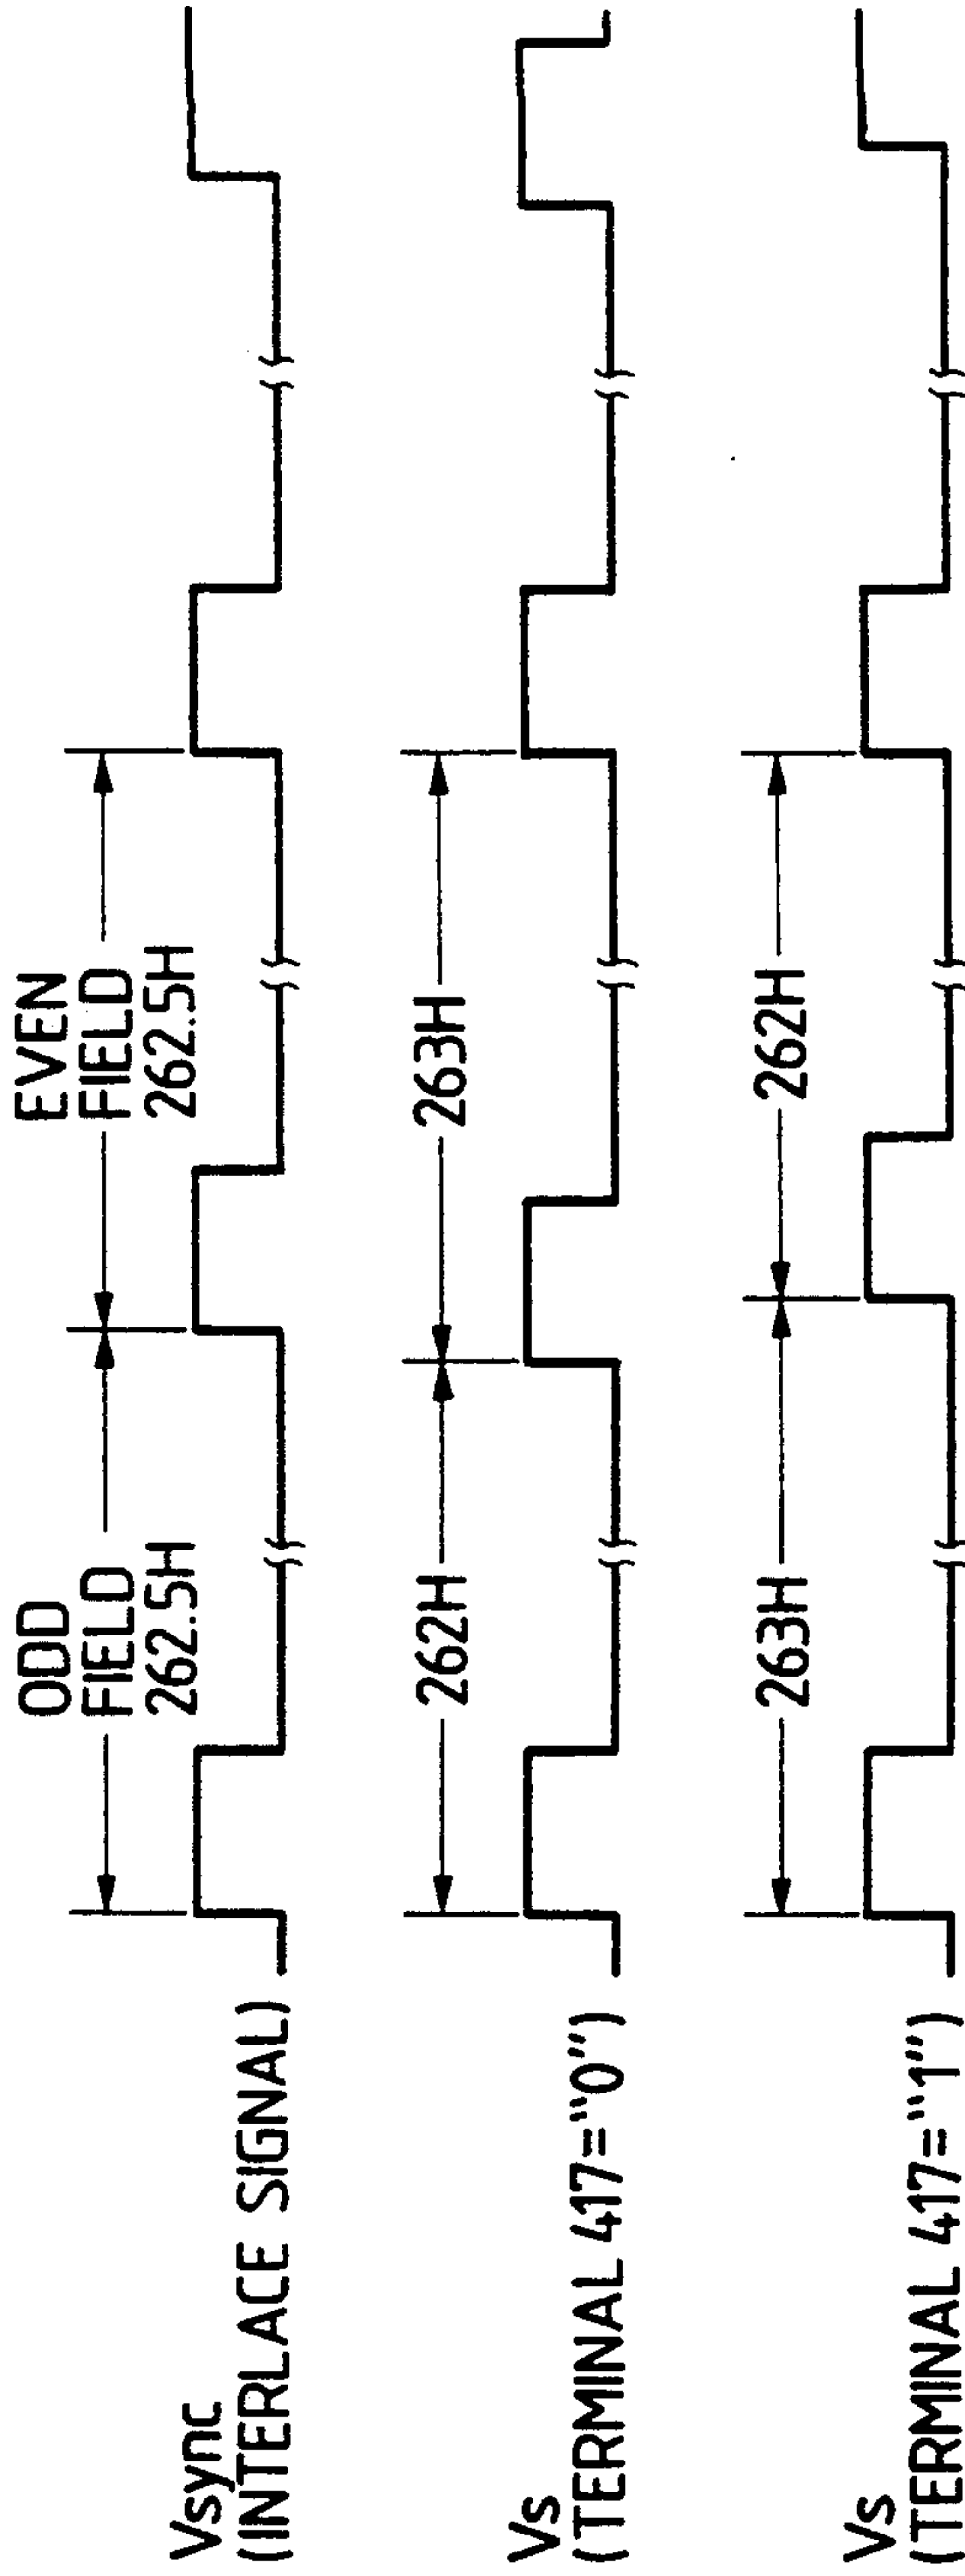 ODD
FIELD
262.5H
EVEN
FIELD
262.5H
Vsync
(INTERLACE SIGNAL)
262H
263H
Vs
(TERMINAL 417=“0”)
263H
262H
Vs
(TERMINAL 417=“1”)